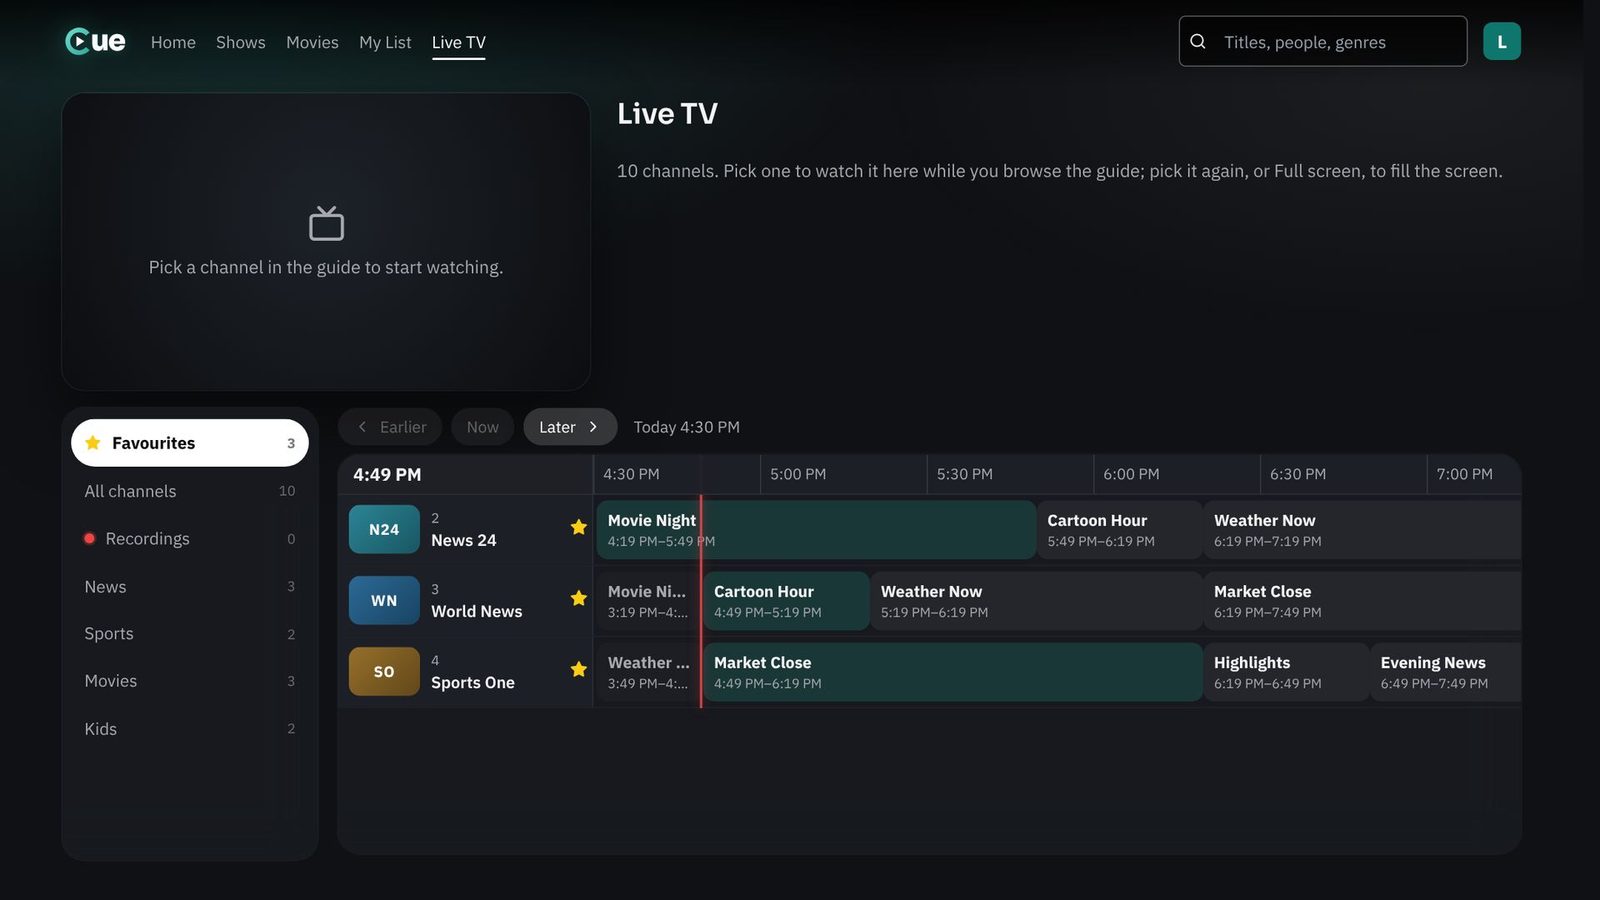 Cue Home Shows Movies My List Live TV Titles, people, genres L
Pick a channel in the guide to start watching.
Live TV
10 channels. Pick one to watch it here while you browse the guide; pick it again, or Full screen, to fill the screen.
Favourites 3
All channels 10
Recordings 0
News 3
Sports 2
Movies 3
Kids 2
Earlier Now Later Today 4:30 PM
4:49 PM 4:30 PM 5:00 PM 5:30 PM 6:00 PM 6:30 PM 7:00 PM
N24
2
News 24
Movie Night
4:19 PM–5:49 PM
Cartoon Hour
5:49 PM–6:19 PM
Weather Now
6:19 PM–7:19 PM
WN
3
World News
Movie Ni...
3:19 PM–4:...
Cartoon Hour
4:49 PM–5:19 PM
Weather Now
5:19 PM–6:19 PM
Market Close
6:19 PM–7:49 PM
SO
4
Sports One
Weather ...
3:49 PM–4:...
Market Close
4:49 PM–6:19 PM
Highlights
6:19 PM–6:49 PM
Evening News
6:49 PM–7:49 PM